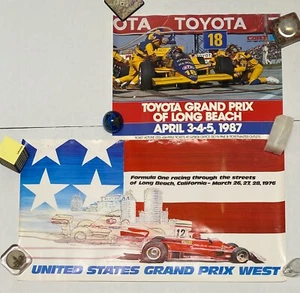 OTA TOYOTA T
18
TOYOTA GRAND PRIX
OF LONG BEACH
APRIL 3-4-5, 1987
Formula One racing through the streets
of Long Beach, California - March 26, 27, 28, 1976
12
UNITED STATES GRAND PRIX WEST